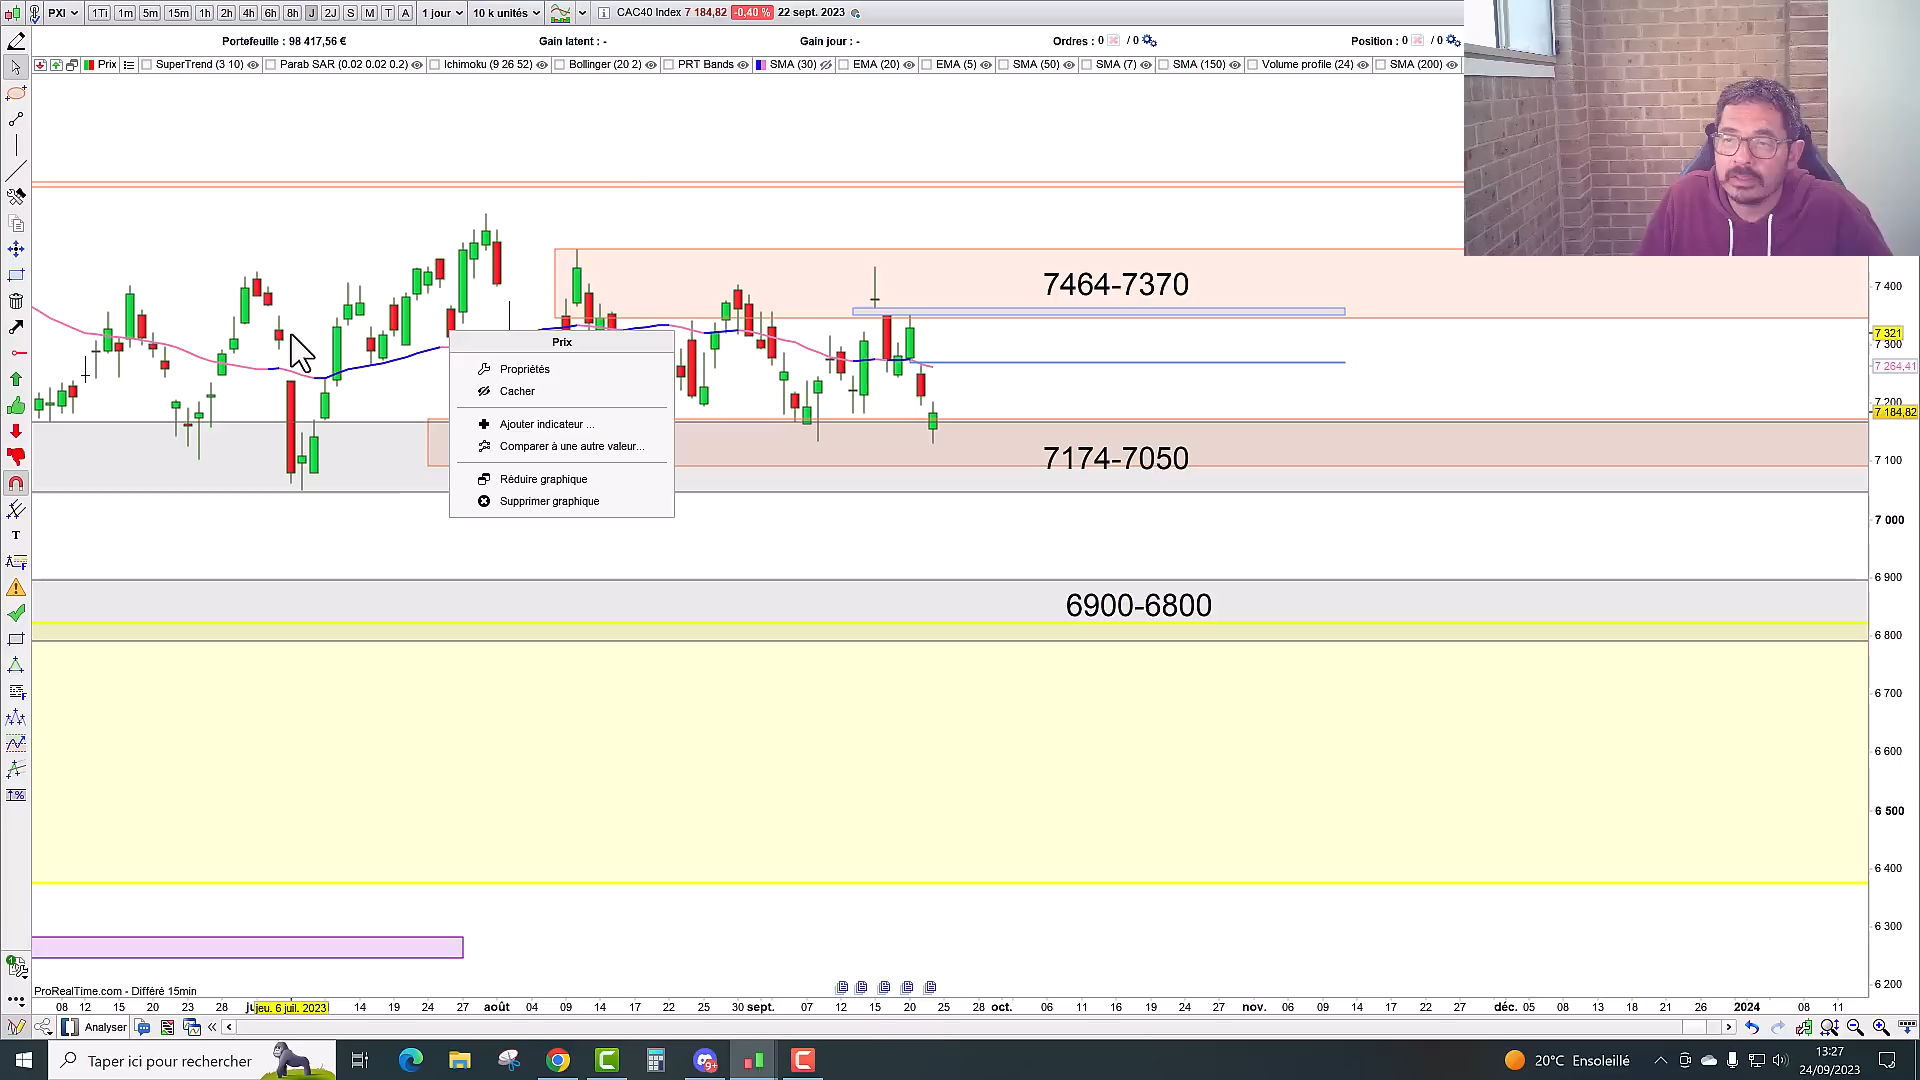 PXI 1Ti 1m 5m 15m 1h 2h 4h 6h 8h J 2J S M T A 1 jour 10 k unités CAC40 Index 7 184,82 -0,40 % 22 sept. 2023
Portefeuille : 98 417,56 € Gain latent : - Gain jour : - Ordres : 0 / 0 Position : 0 / 0
Prix SuperTrend (3 10) Parab SAR (0.02 0.02 0.2) Ichimoku (9 26 52) Bollinger (20 2) PRT Bands SMA (30) EMA (20) EMA (5) SMA (50) SMA (7) SMA (150) Volume profile (24) SMA (200)
7464-7370
7 400
7 321
7 300
Prix
7 264,41
Propriétés
Cacher
7 200
7 184,82
Ajouter indicateur ...
Comparer à une autre valeur...
7174-7050
7 100
Réduire graphique
Supprimer graphique
7 000
T
6 900
6900-6800
6 800
6 700
6 600
6 500
6 400
6 300
6 200
ProRealTime.com - Différé 15min
08 12 15 20 23 28 ju jeu. 6 juil. 2023 14 19 24 27 août 04 09 14 18 22 25 30 sept. 07 12 15 20 25 28 oct. 06 11 16 19 24 27 nov. 06 09 14 17 22 27 déc. 05 08 13 18 21 26 2024 08 11
Analyser
Taper ici pour rechercher
9+
20°C Ensoleillé
13:27
24/09/2023